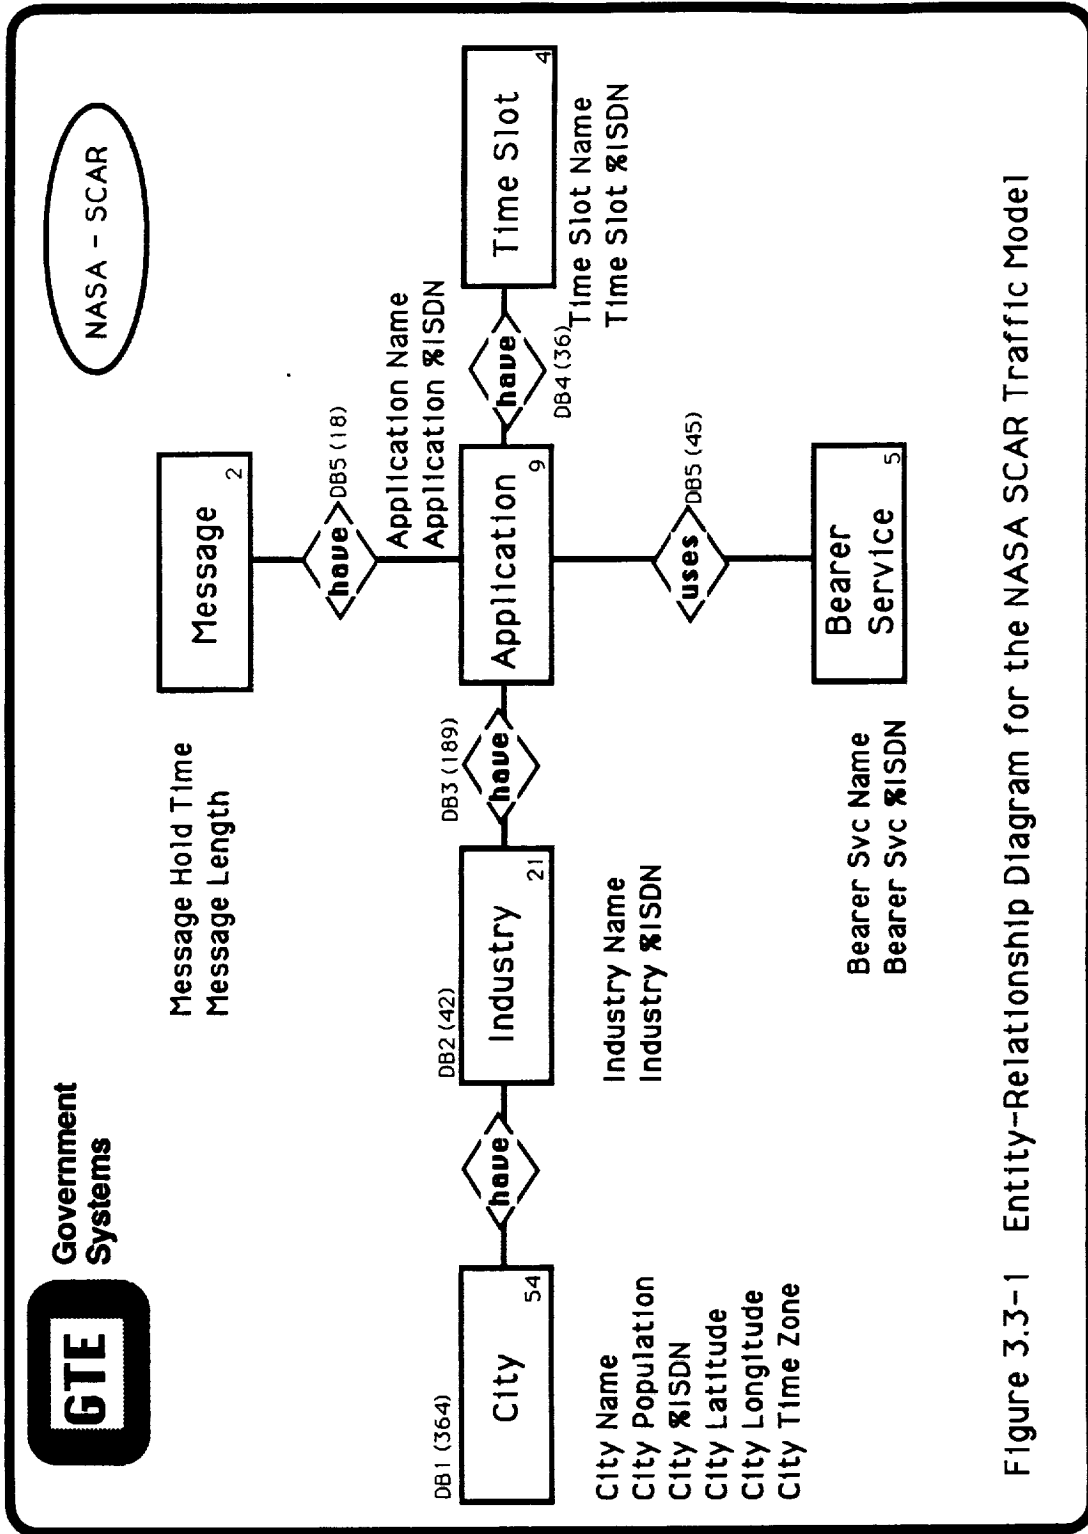 GTE
Government
Systems
NASA - SCAR
Message Hold Time
Message Length
Message
2
have
DB5 (18)
Application Name
Application %ISDN
DB1 (364)
City
54
have
DB2 (42)
Industry
21
DB3 (189)
have
Application
9
have
DB4 (36)
Time Slot
4
Time Slot Name
Time Slot %ISDN
City Name
City Population
City %ISDN
City Latitude
City Longitude
City Time Zone
Industry Name
Industry %ISDN
uses
DB5 (45)
Bearer Svc Name
Bearer Svc %ISDN
Bearer
Service
5
Figure 3.3-1 Entity-Relationship Diagram for the NASA SCAR Traffic Model